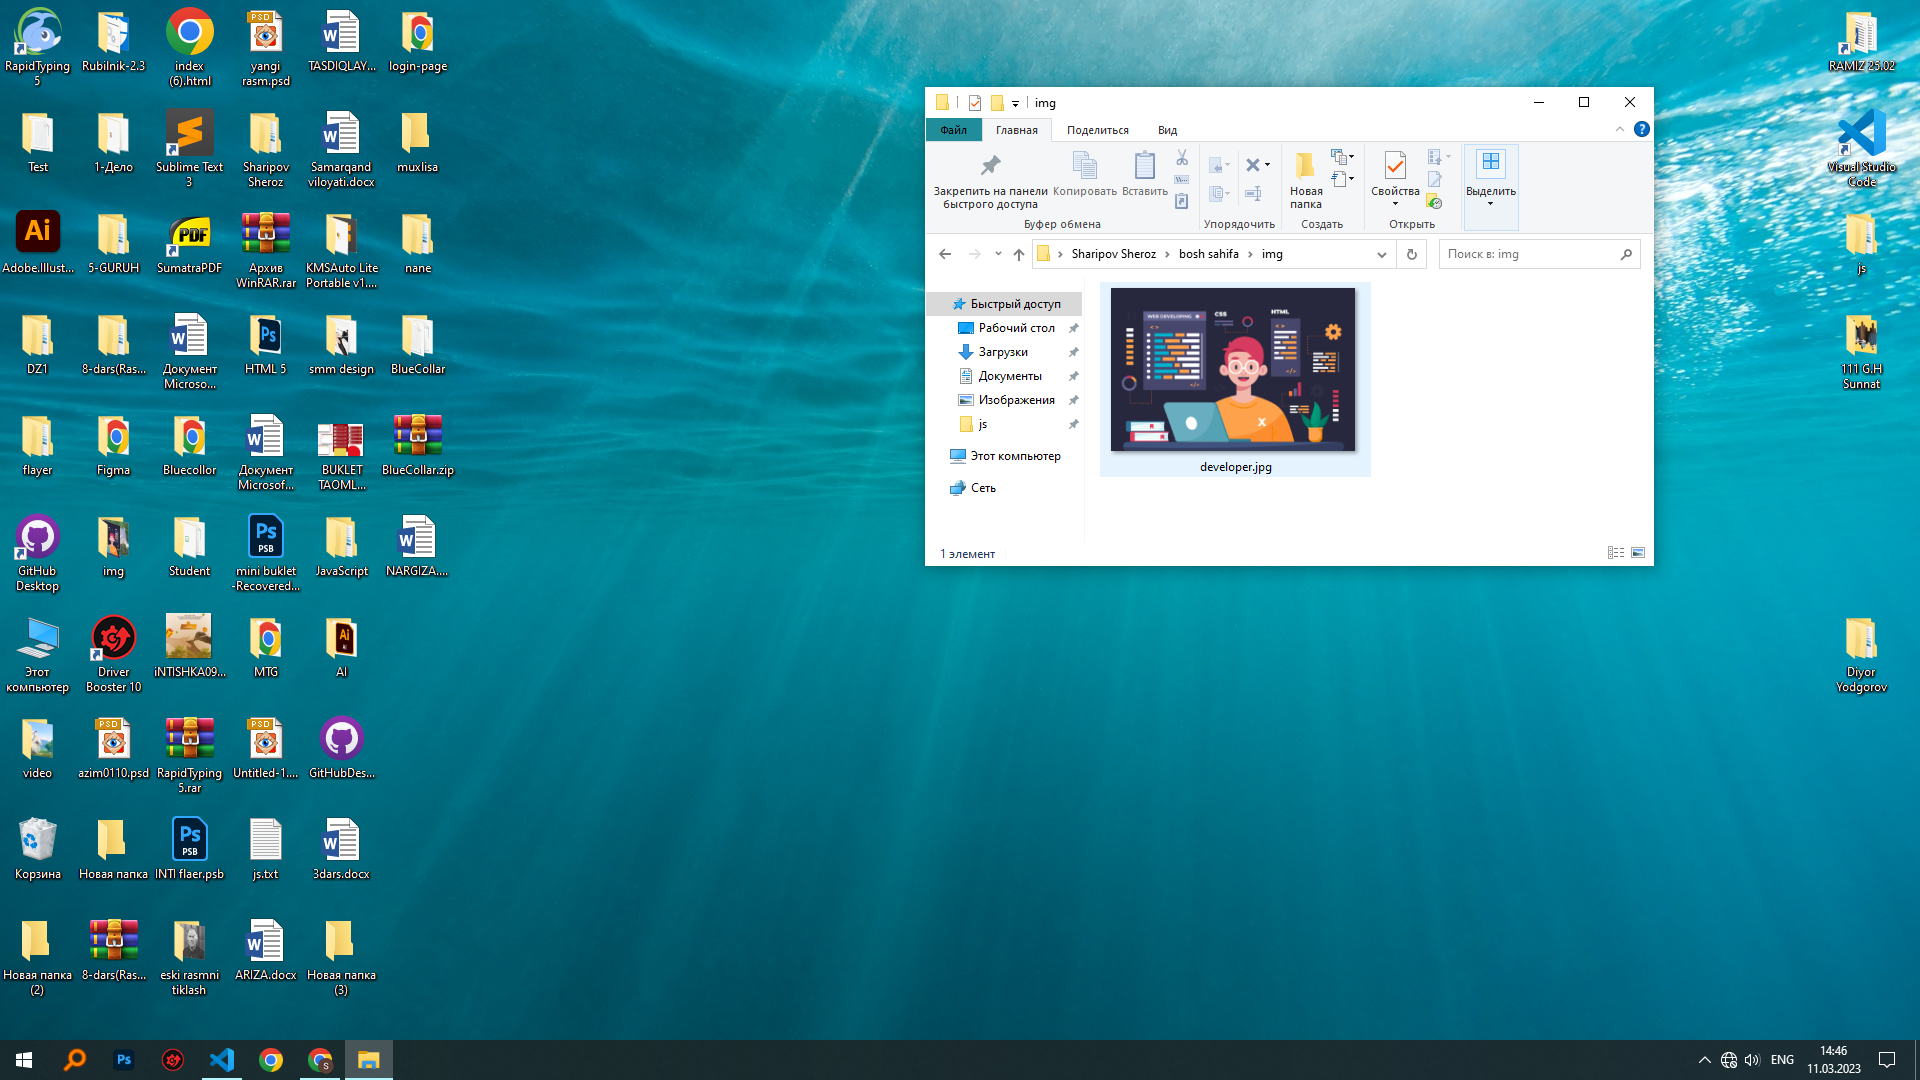 RapidTyping 5
Rubilnik-2.3
index (6).html
yangi rasm.psd
TASDIQLAY...
login-page
Test
1-Дело
Sublime Text 3
Sharipov Sheroz
Samarqand viloyati.docx
muxlisa
Adobe.Illust...
5-GURUH
SumatraPDF
Архив WinRAR.rar
KMSAuto Lite Portable v1....
nane
DZ1
8-dars(Ras...
Документ Microso...
HTML 5
smm design
BlueCollar
flayer
Figma
Bluecollor
Документ Microsof...
BUKLET TAOML...
BlueCollar.zip
GitHub Desktop
img
Student
mini buklet -Recovered...
JavaScript
NARGIZA....
Этот компьютер
Driver Booster 10
iNTISHKA09...
MTG
AI
video
azim0110.psd
RapidTyping 5.rar
Untitled-1....
GitHubDes...
Корзина
Новая папка
INTI flaer.psb
js.txt
3dars.docx
Новая папка (2)
8-dars(Ras...
eski rasmni tiklash
ARIZA.docx
Новая папка (3)
img
Файл
Главная
Поделиться
Вид
Закрепить на панели быстрого доступа
Копировать
Вставить
Новая папка
Свойства
Выделить
Буфер обмена
Упорядочить
Создать
Открыть
Sharipov Sheroz
bosh sahifa
img
Поиск в: img
Быстрый доступ
Рабочий стол
Загрузки
Документы
Изображения
js
Этот компьютер
Сеть
WEB DEVELOPING
CSS
HTML
developer.jpg
1 элемент
RAMIZ 25.02
Visual Studio Code
js
111 G.H Sunnat
Diyor Yodgorov
ENG
14:46
11.03.2023